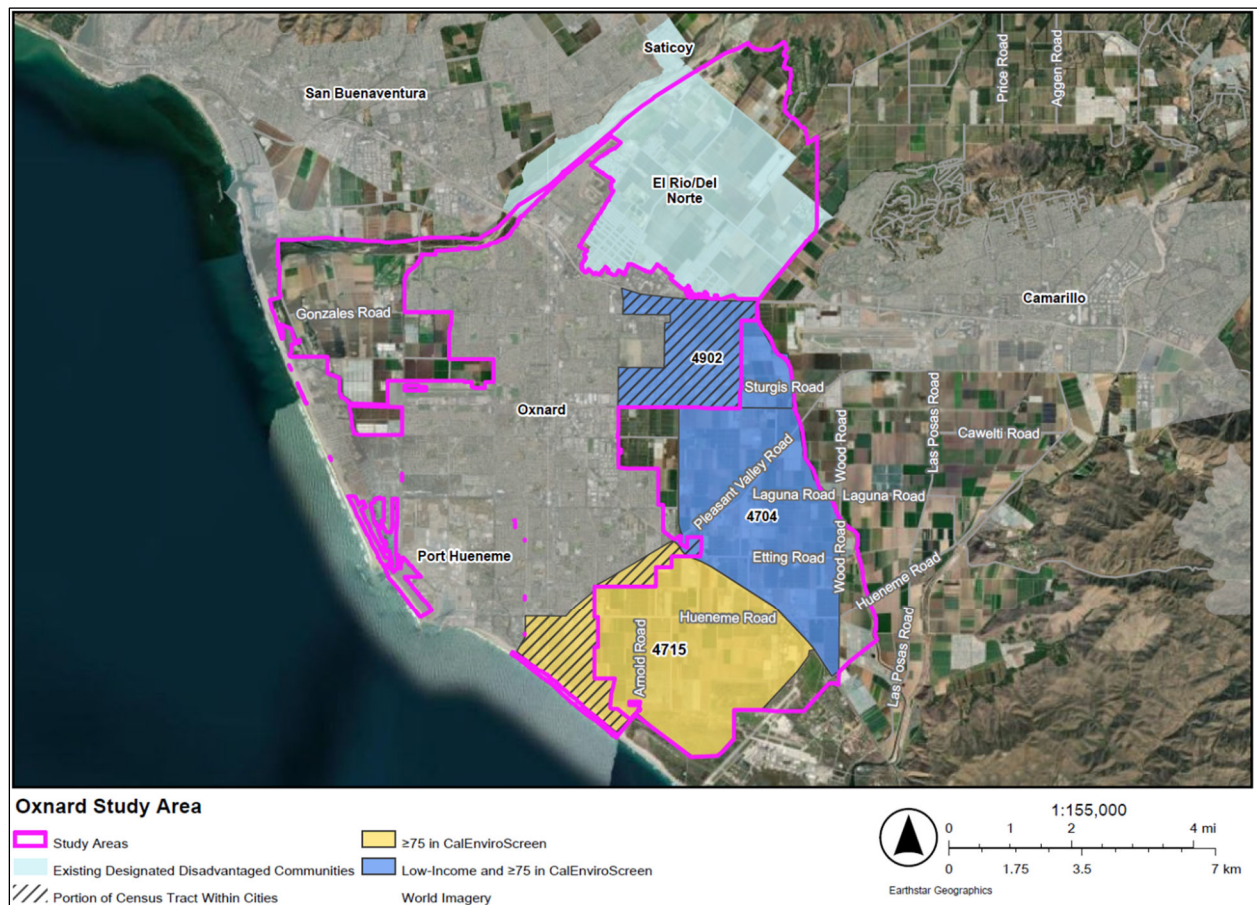 Saticoy
San Buenaventura
Price Road
Aggen Road
El Rio/Del
Norte
Camarillo
Gonzales Road
4902
Sturgis Road
Oxnard
Wood Road
Las Posas Road
Cawelti Road
Pleasant Valley Road
Laguna Road
Laguna Road
4704
Port Hueneme
Etting Road
Wood Road
Hueneme Road
Hueneme Road
Arnold Road
4715
Las Posas Road
Oxnard Study Area
Study Areas
Existing Designated Disadvantaged Communities
Portion of Census Tract Within Cities
≥75 in CalEnviroScreen
Low-Income and ≥75 in CalEnviroScreen
World Imagery
1:155,000
0 1 2 4 mi
0 1.75 3.5 7 km
Earthstar Geographics